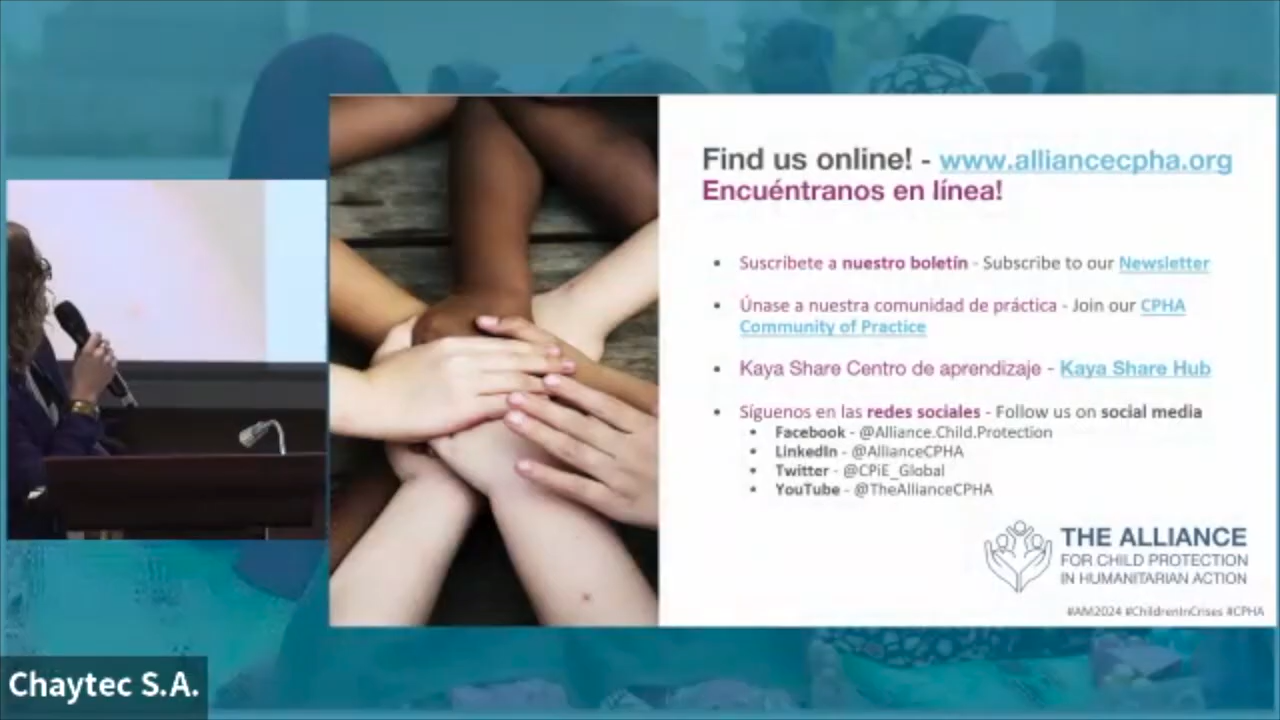 Find us online! - www.alliancecpha.org
Encuéntranos en línea!
• Suscribete a nuestro boletín - Subscribe to our Newsletter
• Únase a nuestra comunidad de práctica - Join our CPHA
Community of Practice
• Kaya Share Centro de aprendizaje - Kaya Share Hub
• Síguenos en las redes sociales - Follow us on social media
• Facebook - @Alliance.Child.Protection
• LinkedIn - @AllianceCPHA
• Twitter - @CPiE_Global
• YouTube - @TheAllianceCPHA
THE ALLIANCE
FOR CHILD PROTECTION
IN HUMANITARIAN ACTION
#AM2024 #ChildrenInCrises #CPHA
Chaytec S.A.